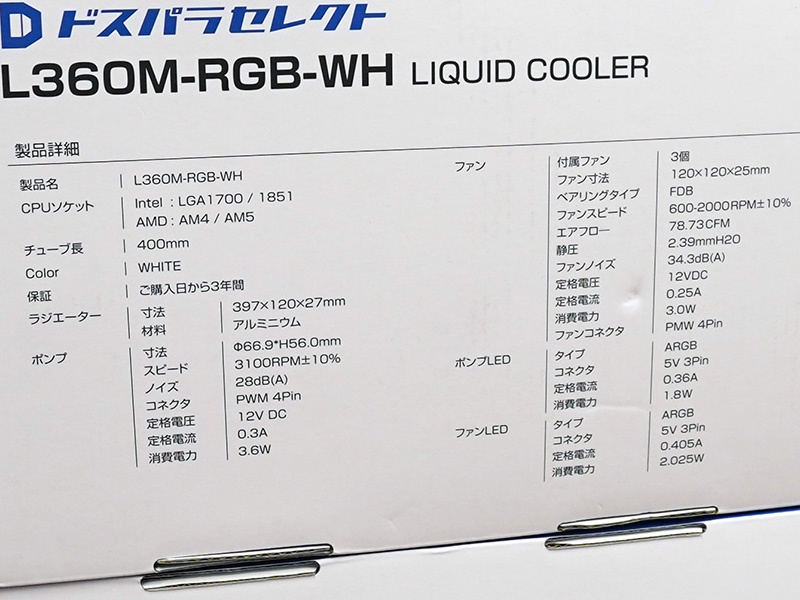 ドスパラセレクト
L360M-RGB-WH LIQUID COOLER
製品詳細
製品名 L360M-RGB-WH
CPUソケット Intel : LGA1700 / 1851
AMD : AM4 / AM5
チューブ長 400mm
Color WHITE
保証 ご購入日から3年間
ラジエーター 寸法 397×120×27mm
材料 アルミニウム
ポンプ 寸法 Φ66.9*H56.0mm
スピード 3100RPM±10%
ノイズ 28dB(A)
コネクタ PWM 4Pin
定格電圧 12V DC
定格電流 0.3A
消費電力 3.6W
ファン 付属ファン 3個
ファン寸法 120×120×25mm
ベアリングタイプ FDB
ファンスピード 600-2000RPM±10%
エアフロー 78.73CFM
静圧 2.39mmH2O
ファンノイズ 34.3dB(A)
定格電圧 12VDC
定格電流 0.25A
消費電力 3.0W
ファンコネクタ PMW 4Pin
ポンプLED タイプ ARGB
コネクタ 5V 3Pin
定格電流 0.36A
消費電力 1.8W
ファンLED タイプ ARGB
コネクタ 5V 3Pin
定格電流 0.405A
消費電力 2.025W